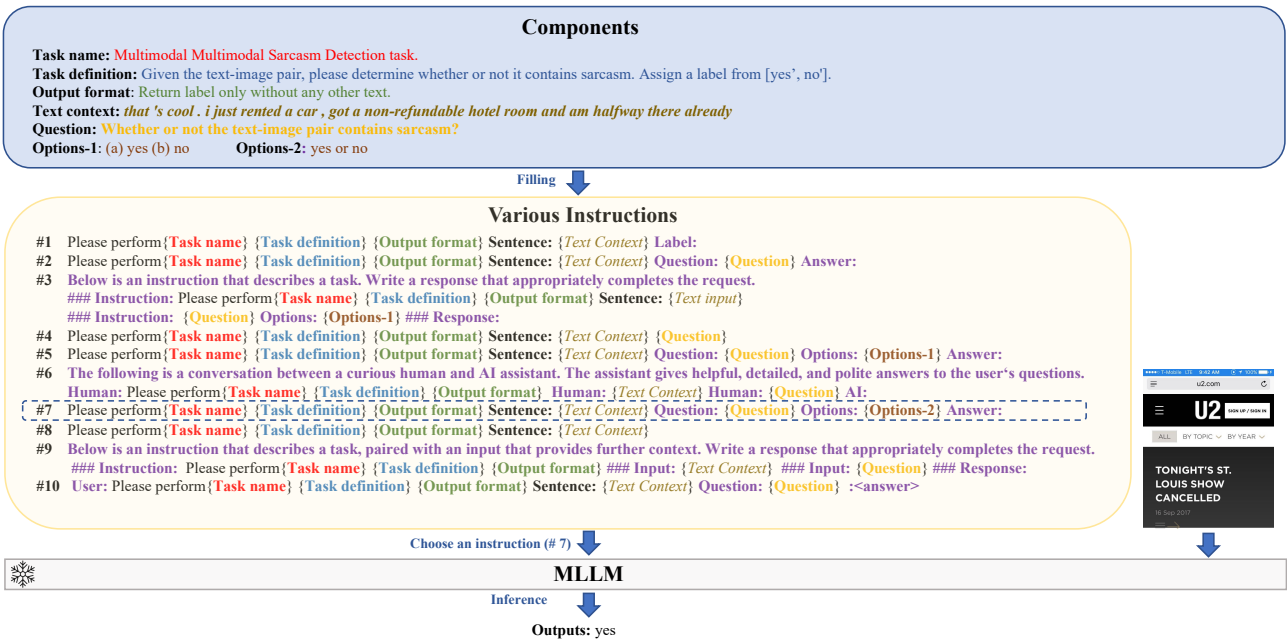 Components
Task name: Multimodal Multimodal Sarcasm Detection task.
Task definition: Given the text-image pair, please determine whether or not it contains sarcasm. Assign a label from [yes’, no'].
Output format: Return label only without any other text.
Text context: that 's cool . i just rented a car , got a non-refundable hotel room and am halfway there already
Question: Whether or not the text-image pair contains sarcasm?
Options-1: (a) yes (b) no Options-2: yes or no
Filling
Various Instructions
#1 Please perform{Task name} {Task definition} {Output format} Sentence: {Text Context} Label:
#2 Please perform{Task name} {Task definition} {Output format} Sentence: {Text Context} Question: {Question} Answer:
#3 Below is an instruction that describes a task. Write a response that appropriately completes the request.
### Instruction: Please perform{Task name} {Task definition} {Output format} Sentence: {Text input}
### Instruction: {Question} Options: {Options-1} ### Response:
#4 Please perform{Task name} {Task definition} {Output format} Sentence: {Text Context} {Question}
#5 Please perform{Task name} {Task definition} {Output format} Sentence: {Text Context} Question: {Question} Options: {Options-1} Answer:
#6 The following is a conversation between a curious human and AI assistant. The assistant gives helpful, detailed, and polite answers to the user‘s questions.
Human: Please perform{Task name} {Task definition} {Output format} Human: {Text Context} Human: {Question} AI:
#7 Please perform{Task name} {Task definition} {Output format} Sentence: {Text Context} Question: {Question} Options: {Options-2} Answer:
#8 Please perform{Task name} {Task definition} {Output format} Sentence: {Text Context}
#9 Below is an instruction that describes a task, paired with an input that provides further context. Write a response that appropriately completes the request.
### Instruction: Please perform{Task name} {Task definition} {Output format} ### Input: {Text Context} ### Input: {Question} ### Response:
#10 User: Please perform{Task name} {Task definition} {Output format} Sentence: {Text Context} Question: {Question} :<answer>
T-Mobile LTE 9:42 AM 100%
u2.com
U2 SIGN UP / SIGN IN
ALL BY TOPIC BY YEAR
TONIGHT'S ST.
LOUIS SHOW
CANCELLED
16 Sep 2017
Choose an instruction (# 7)
MLLM
Inference
Outputs: yes